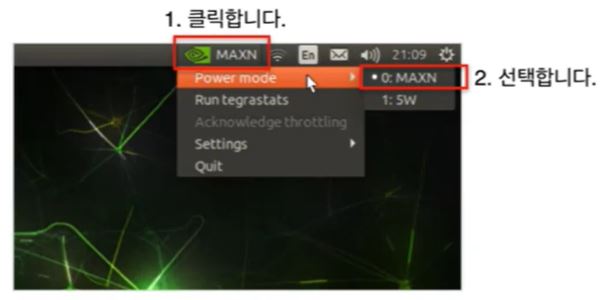 1. 클릭합니다.
MAXN En 21:09
Power mode
0: MAXN
2. 선택합니다.
Run tegrastats
1: 5W
Acknowledge throttling
Settings
Quit